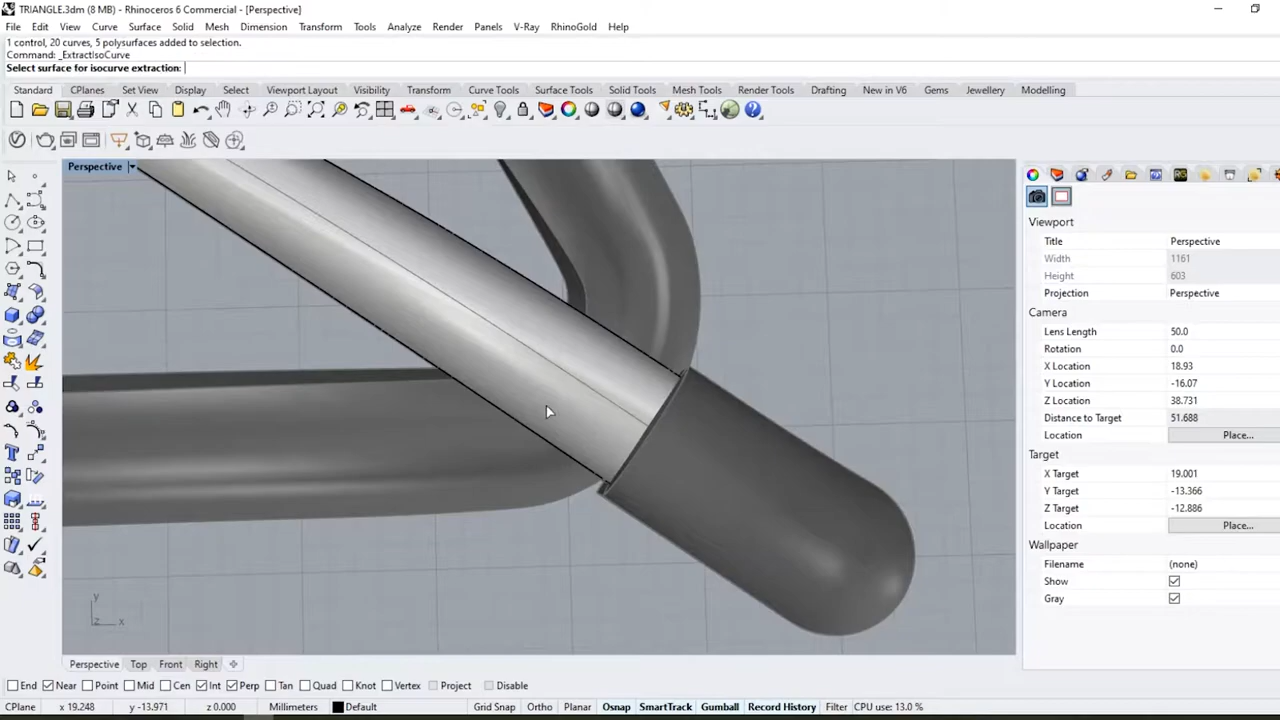 TRIANGLE.3dm (8 MB) - Rhinoceros 6 Commercial - [Perspective]
File Edit View Curve Surface Solid Mesh Dimension Transform Tools Analyze Render Panels V-Ray RhinoGold Help
1 control, 20 curves, 5 polysurfaces added to selection.
Command: _ExtractIsoCurve
Select surface for isocurve extraction:
Standard CPlanes Set View Display Select Viewport Layout Visibility Transform Curve Tools Surface Tools Solid Tools Mesh Tools Render Tools Drafting New in V6 Gems Jewellery Modelling
Perspective
Viewport
Title Perspective
Width 1161
Height 603
Projection Perspective
Camera
Lens Length 50.0
Rotation 0.0
X Location 18.93
Y Location -16.07
Z Location 38.731
Distance to Target 51.688
Location Place...
Target
X Target 19.001
Y Target -13.366
Z Target -12.886
Location Place...
Wallpaper
Filename (none)
Show
Gray
y
z x
Perspective Top Front Right
End Near Point Mid Cen Int Perp Tan Quad Knot Vertex Project Disable
CPlane x 19.248 y -13.971 z 0.000 Millimeters Default Grid Snap Ortho Planar Osnap SmartTrack Gumball Record History Filter CPU use: 13.0 %